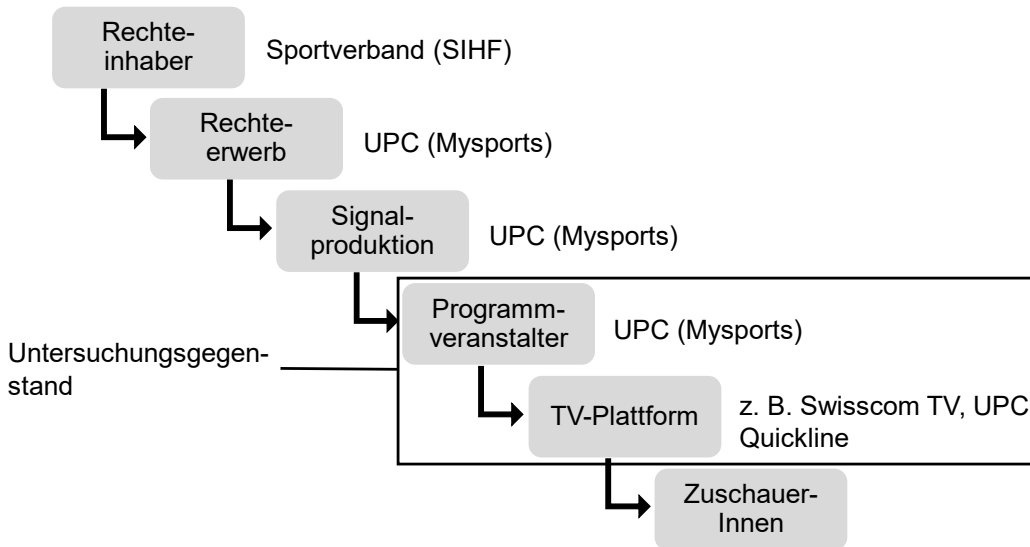 Rechte-
inhaber
Sportverband (SIHF)
Rechte-
erwerb
UPC (Mysports)
Signal-
produktion
UPC (Mysports)
Programm-
veranstalter
UPC (Mysports)
Untersuchungsgegen-
stand
TV-Plattform
z. B. Swisscom TV, UPC
Quickline
Zuschauer-
Innen